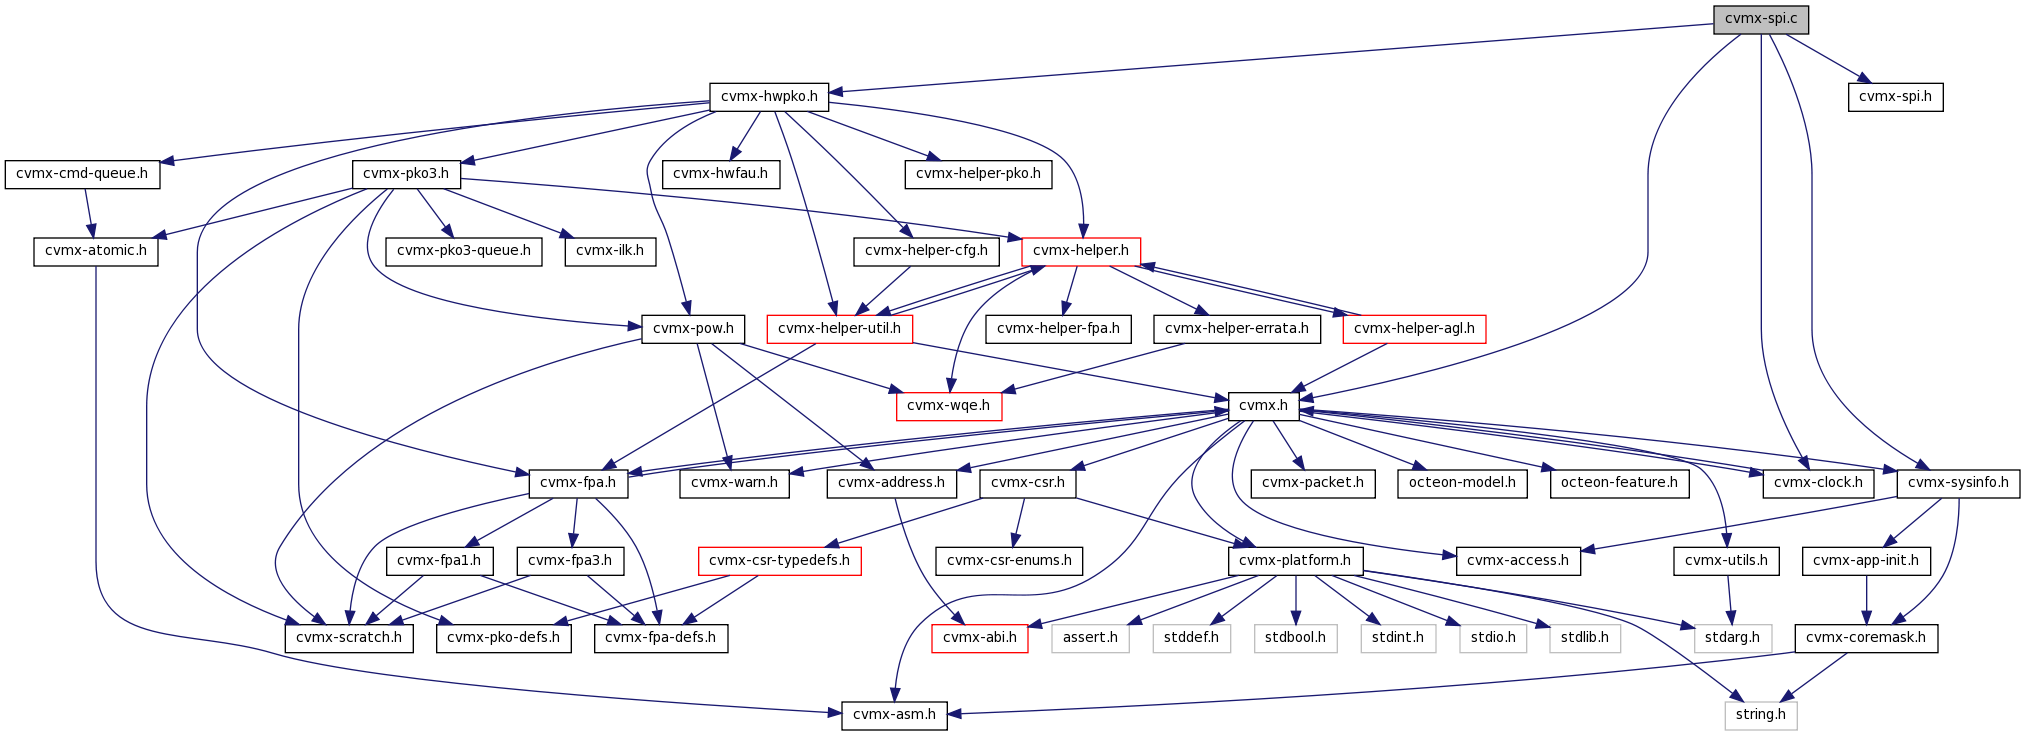 cvmx-spi.c
cvmx-hwpko.h
cvmx-spi.h
cvmx-cmd-queue.h
cvmx-pko3.h
cvmx-hwfau.h
cvmx-helper-pko.h
cvmx-atomic.h
cvmx-pko3-queue.h
cvmx-ilk.h
cvmx-helper-cfg.h
cvmx-helper.h
cvmx-pow.h
cvmx-helper-util.h
cvmx-helper-fpa.h
cvmx-helper-errata.h
cvmx-helper-agl.h
cvmx-wqe.h
cvmx.h
cvmx-fpa.h
cvmx-warn.h
cvmx-address.h
cvmx-csr.h
cvmx-packet.h
octeon-model.h
octeon-feature.h
cvmx-clock.h
cvmx-sysinfo.h
cvmx-fpa1.h
cvmx-fpa3.h
cvmx-csr-typedefs.h
cvmx-csr-enums.h
cvmx-platform.h
cvmx-access.h
cvmx-utils.h
cvmx-app-init.h
cvmx-scratch.h
cvmx-pko-defs.h
cvmx-fpa-defs.h
cvmx-abi.h
assert.h
stddef.h
stdbool.h
stdint.h
stdio.h
stdlib.h
stdarg.h
cvmx-coremask.h
cvmx-asm.h
string.h